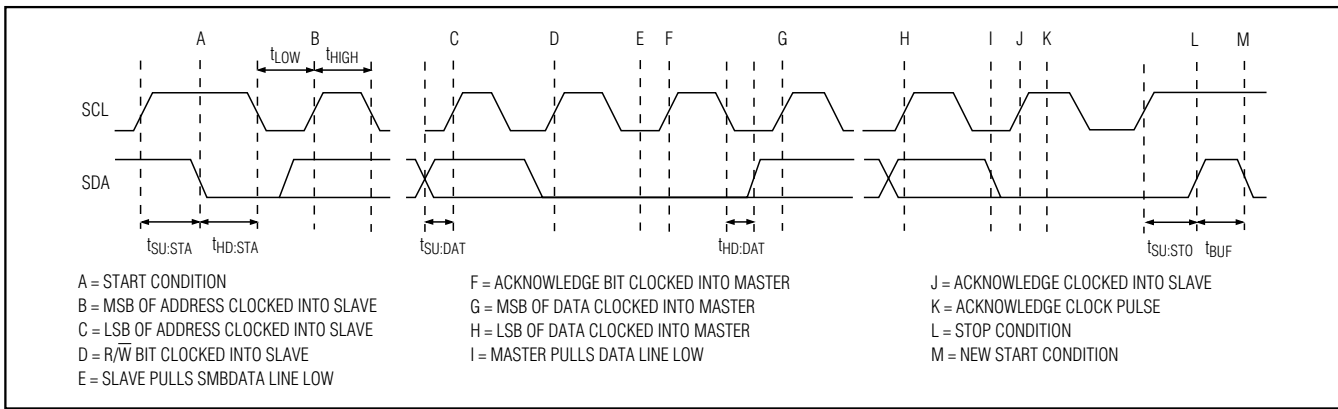 A tLOW B tHIGH C D E F G H I J K L M
SCL
SDA
tSU:STA tHD:STA tSU:DAT tHD:DAT tSU:STO tBUF
A = START CONDITION
B = MSB OF ADDRESS CLOCKED INTO SLAVE
C = LSB OF ADDRESS CLOCKED INTO SLAVE
D = R/W̅ BIT CLOCKED INTO SLAVE
E = SLAVE PULLS SMBDATA LINE LOW
F = ACKNOWLEDGE BIT CLOCKED INTO MASTER
G = MSB OF DATA CLOCKED INTO MASTER
H = LSB OF DATA CLOCKED INTO MASTER
I = MASTER PULLS DATA LINE LOW
J = ACKNOWLEDGE CLOCKED INTO SLAVE
K = ACKNOWLEDGE CLOCK PULSE
L = STOP CONDITION
M = NEW START CONDITION